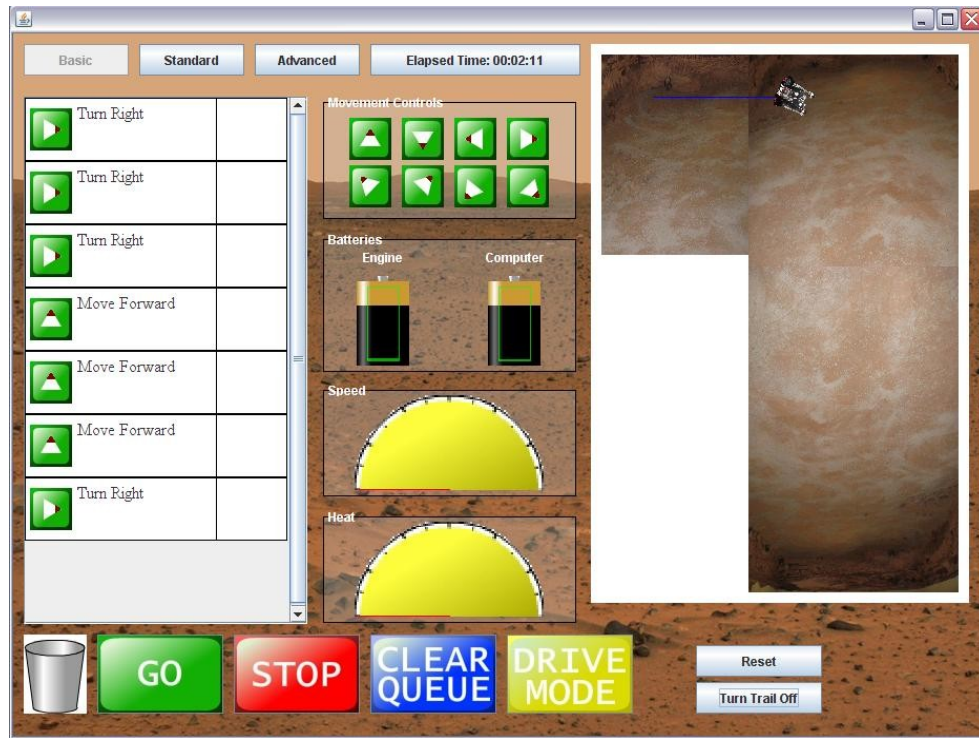 Basic
Standard
Advanced
Elapsed Time: 00:02:11
Turn Right
Turn Right
Turn Right
Move Forward
Move Forward
Move Forward
Turn Right
Movement Controls
Batteries
Engine
Computer
Speed
Heat
GO
STOP
CLEAR
QUEUE
DRIVE
MODE
Reset
Turn Trail Off